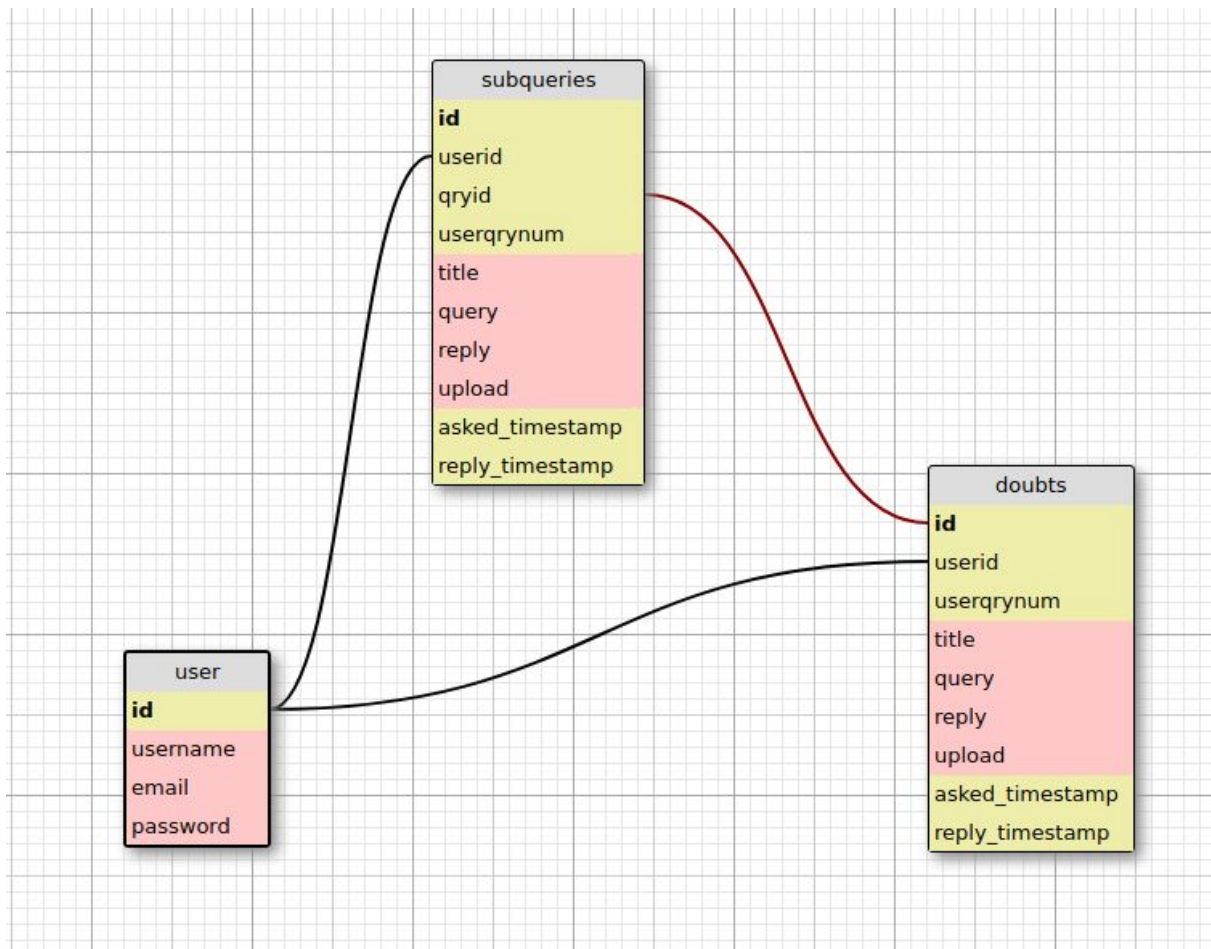 subqueries
id
userid
qryid
userqrynum
title
query
reply
upload
asked_timestamp
reply_timestamp
doubts
id
userid
userqrynum
title
query
reply
upload
asked_timestamp
reply_timestamp
user
id
username
email
password